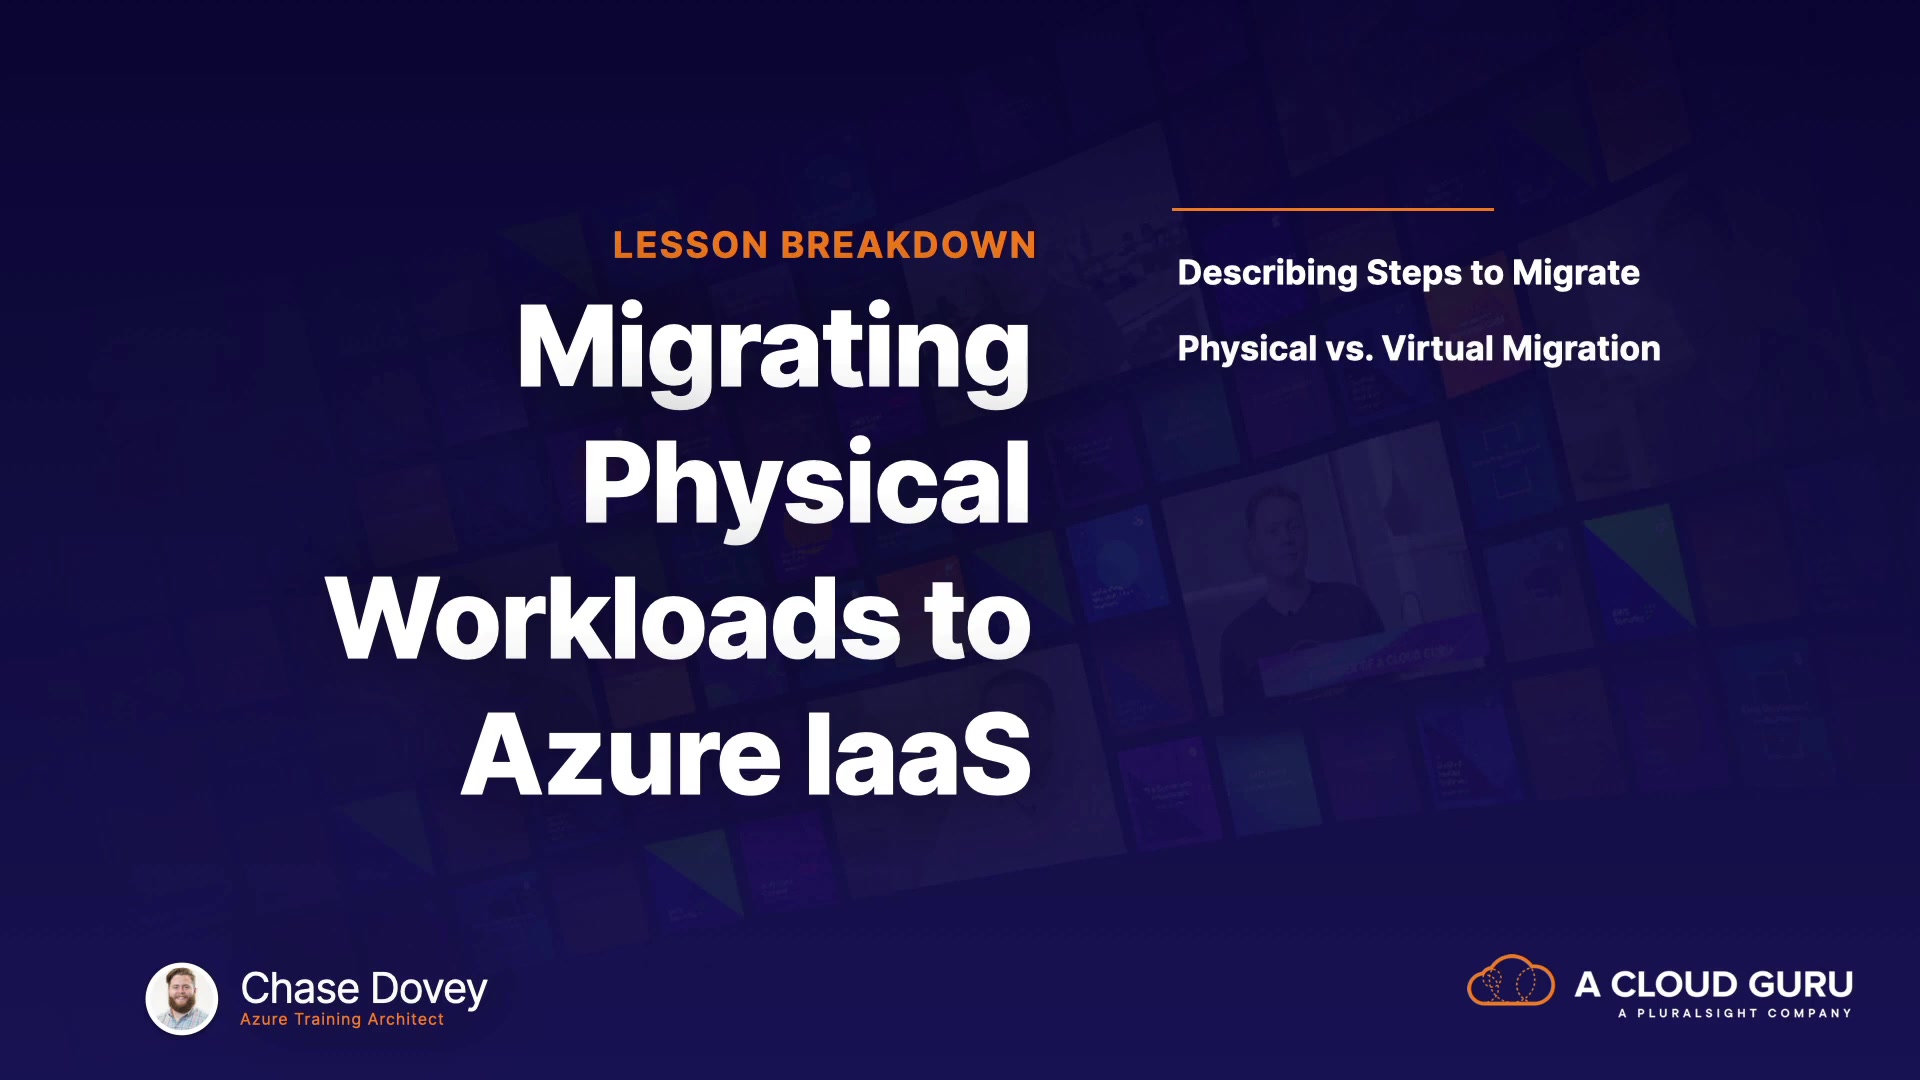 LESSON BREAKDOWN
Migrating
Physical
Workloads to
Azure IaaS
Describing Steps to Migrate
Physical vs. Virtual Migration
Chase Dovey
Azure Training Architect
A CLOUD GURU
A PLURALSIGHT COMPANY